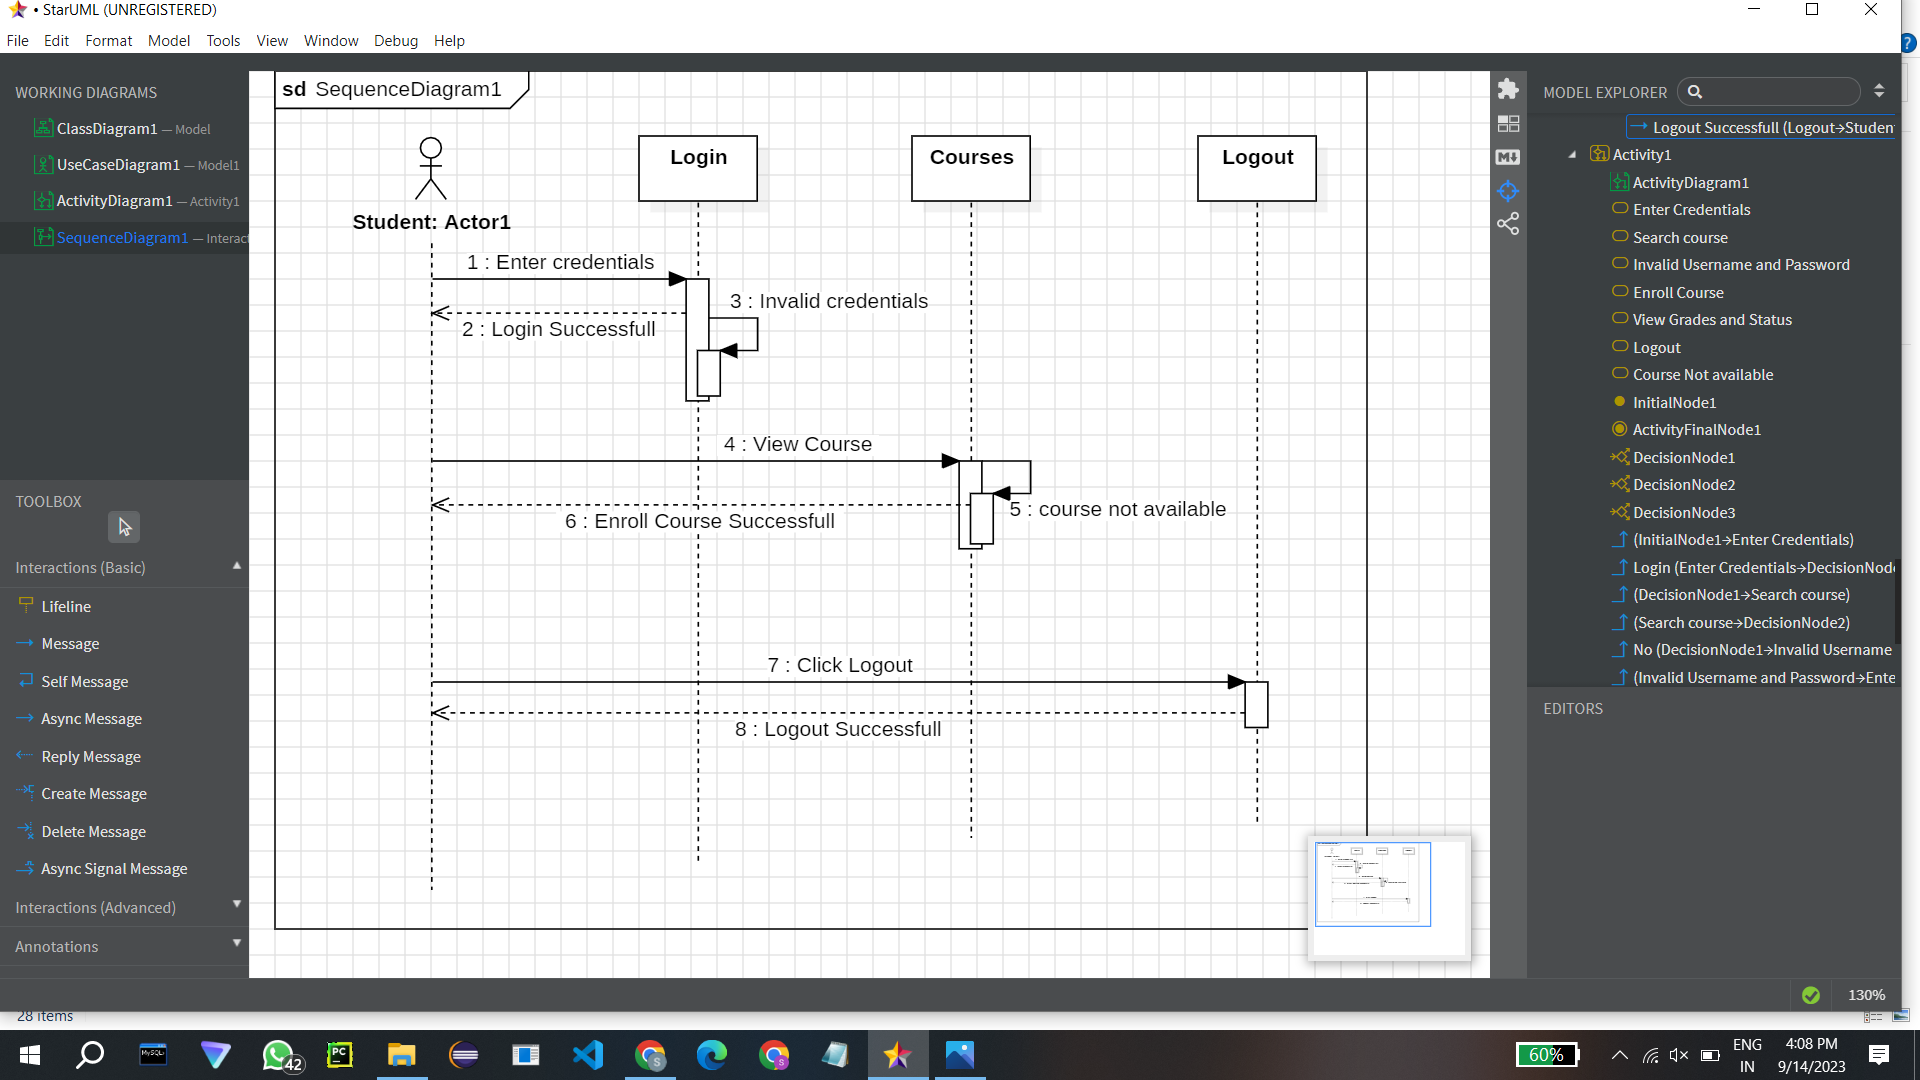 • StarUML (UNREGISTERED)
File Edit Format Model Tools View Window Debug Help
?
WORKING DIAGRAMS
ClassDiagram1 — Model
UseCaseDiagram1 — Model1
ActivityDiagram1 — Activity1
SequenceDiagram1 — Interact
TOOLBOX
Interactions (Basic)
Lifeline
Message
Self Message
Async Message
Reply Message
Create Message
Delete Message
Async Signal Message
Interactions (Advanced)
Annotations
sd SequenceDiagram1
Login
Courses
Logout
Student: Actor1
1 : Enter credentials
3 : Invalid credentials
2 : Login Successfull
4 : View Course
5 : course not available
6 : Enroll Course Successfull
7 : Click Logout
8 : Logout Successfull
MODEL EXPLORER
Logout Successfull (Logout→Studen
Activity1
ActivityDiagram1
Enter Credentials
Search course
Invalid Username and Password
Enroll Course
View Grades and Status
Logout
Course Not available
InitialNode1
ActivityFinalNode1
DecisionNode1
DecisionNode2
DecisionNode3
(InitialNode1→Enter Credentials)
Login (Enter Credentials→DecisionNode
(DecisionNode1→Search course)
(Search course→DecisionNode2)
No (DecisionNode1→Invalid Username
(Invalid Username and Password→Ente
EDITORS
130%
28 items
MySQL
42
PC
S
S
60%
ENG
IN
4:08 PM
9/14/2023